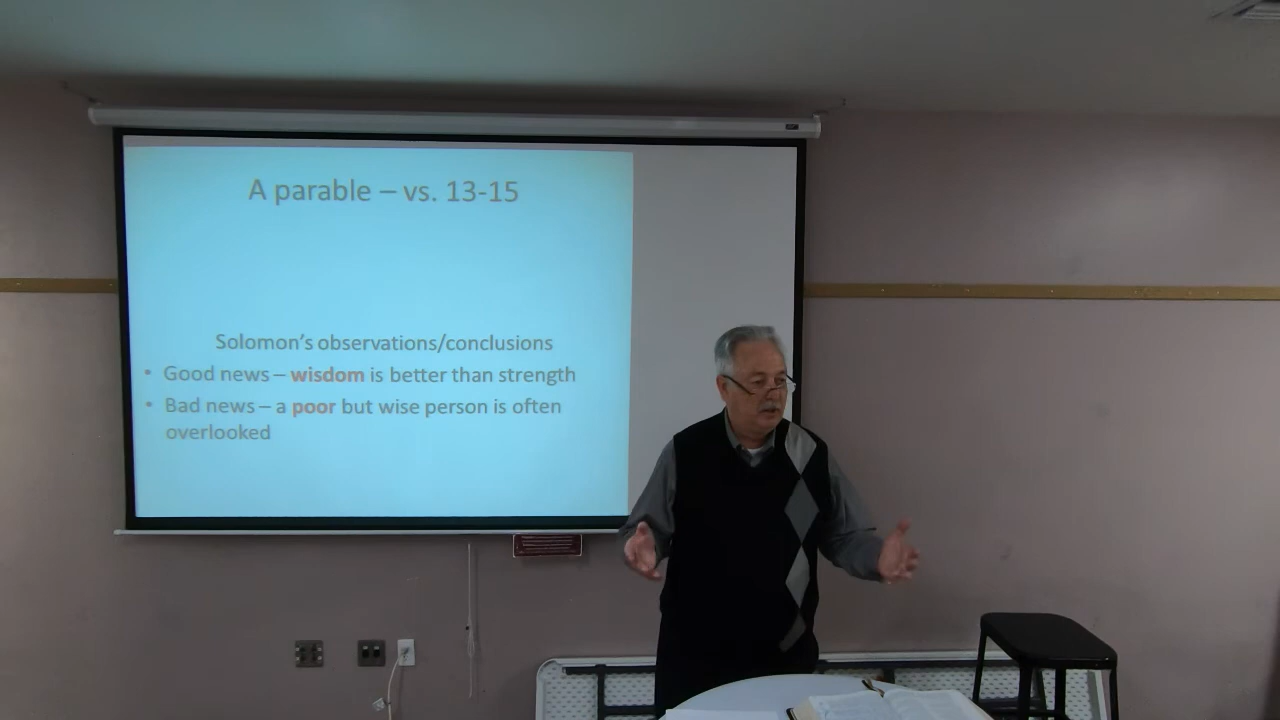 A parable – vs. 13-15
Solomon's observations/conclusions
• Good news – wisdom is better than strength
• Bad news – a poor but wise person is often
overlooked